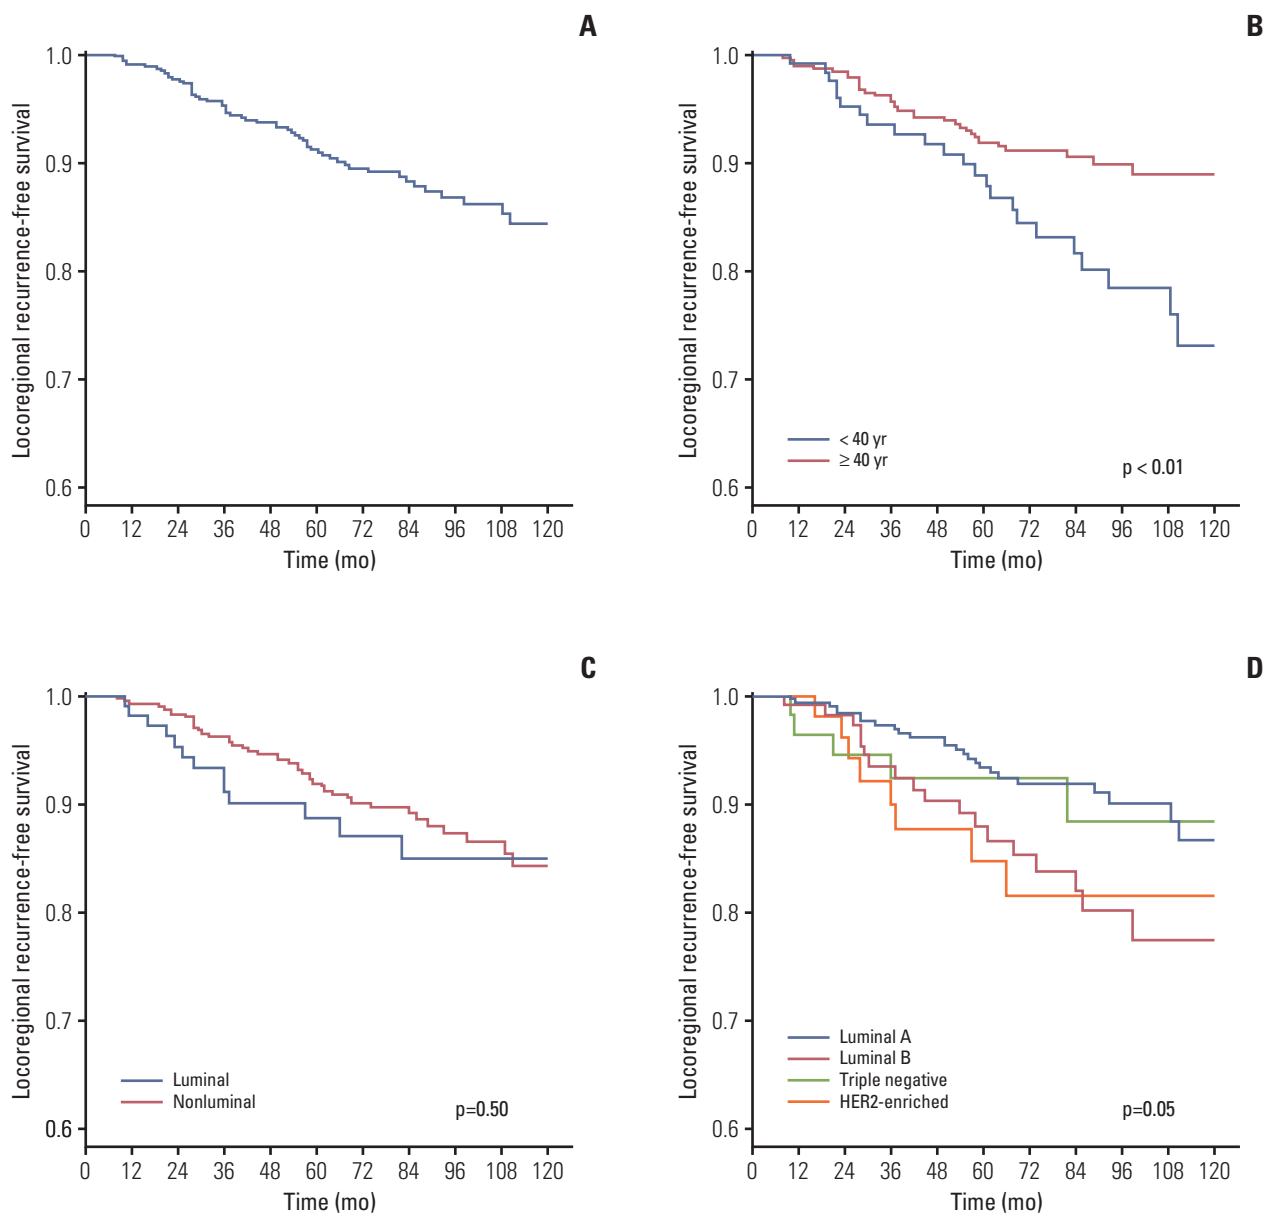 A
Locoregional recurrence-free survival
1.0
0.9
0.8
0.7
0.6
0 12 24 36 48 60 72 84 96 108 120
Time (mo)
B
Locoregional recurrence-free survival
1.0
0.9
0.8
0.7
0.6
< 40 yr
≥ 40 yr
p < 0.01
0 12 24 36 48 60 72 84 96 108 120
Time (mo)
C
Locoregional recurrence-free survival
1.0
0.9
0.8
0.7
0.6
Luminal
Nonluminal
p=0.50
0 12 24 36 48 60 72 84 96 108 120
Time (mo)
D
Locoregional recurrence-free survival
1.0
0.9
0.8
0.7
0.6
Luminal A
Luminal B
Triple negative
HER2-enriched
p=0.05
0 12 24 36 48 60 72 84 96 108 120
Time (mo)